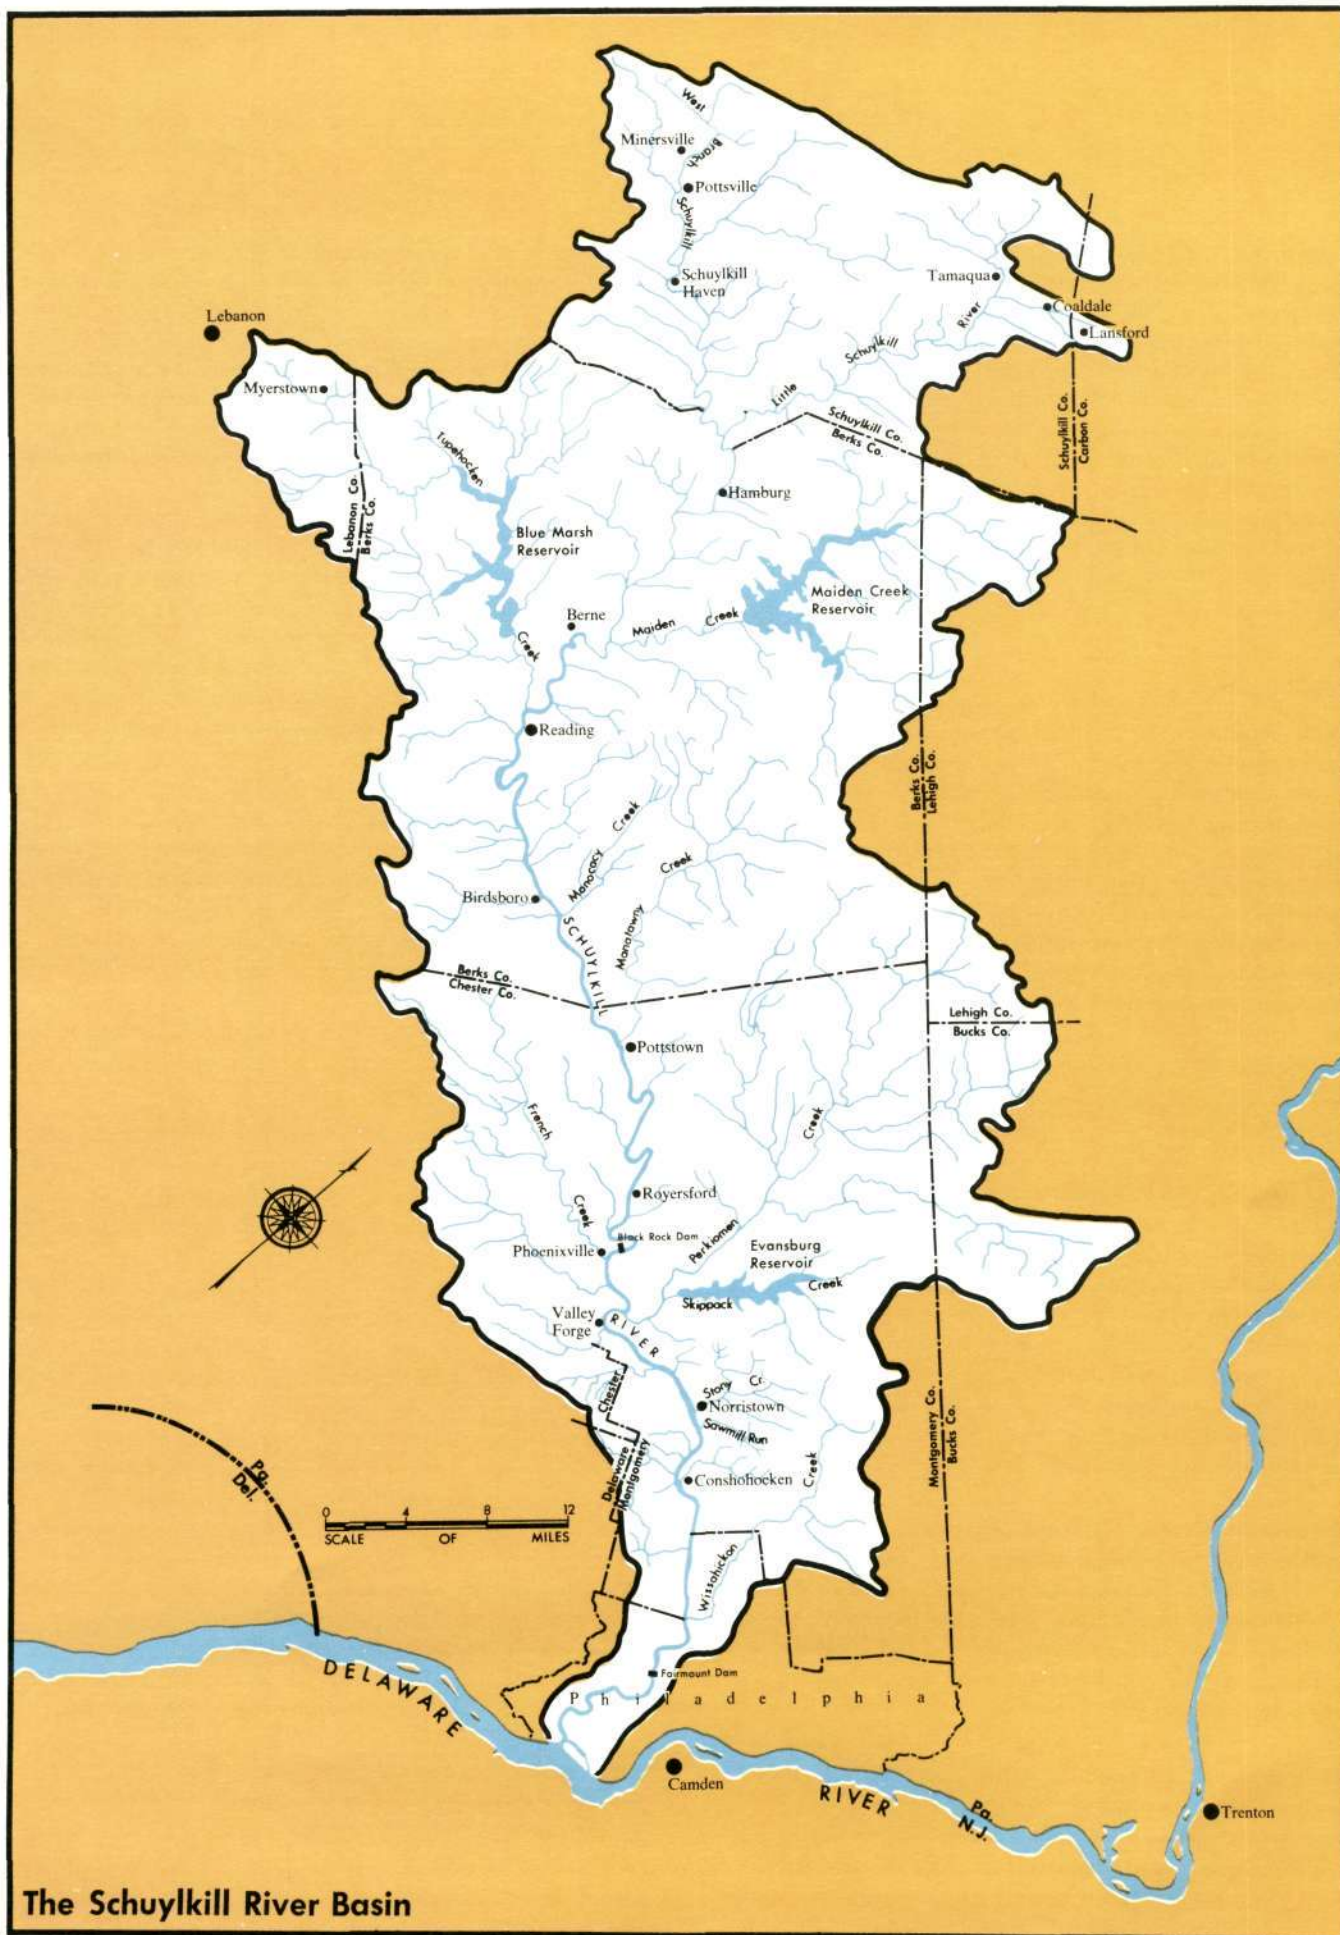 West
Branch
Minersville
Pottsville
Schuylkill
Schuylkill
Haven
Tamaqua
Coaldale
Lansford
River
Schuylkill
Little
Lebanon
Myerstown
Schuylkill Co.
Berks Co.
Schuylkill Co.
Carbon Co.
Tupehocken
Lebanon Co.
Berks Co.
Hamburg
Blue Marsh
Reservoir
Maiden Creek
Reservoir
Berne
Maiden Creek
Creek
Reading
Berks Co.
Lehigh Co.
Manocacy Creek
Manatawny Creek
Birdsboro
SCHUYLKILL
Berks Co.
Chester Co.
Lehigh Co.
Bucks Co.
Pottstown
French
Creek
Creek
Royersford
Black Rock Dam
Phoenixville
Perkiomen
Evansburg
Reservoir
Skippack
Creek
Valley
Forge
RIVER
Chester
Stony Cr.
Norristown
Sawmill Run
Montgomery Co.
Bucks Co.
Delaware
Montgomery
Conshohocken
Creek
Wissahickon
Pa.
Del.
0 4 8 12
SCALE OF MILES
Fairmount Dam
Philadelphia
DELAWARE
RIVER
Camden
Pa.
N.J.
Trenton
The Schuylkill River Basin